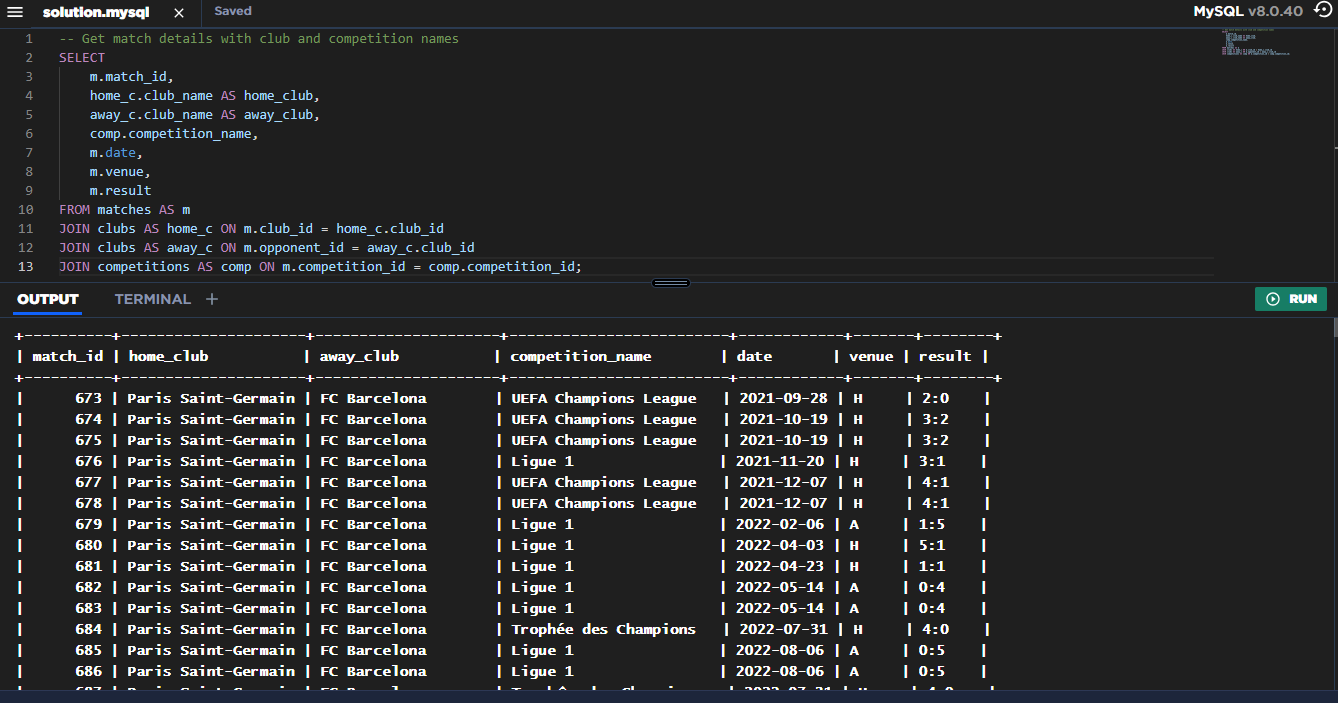 solution.mysql × Saved MySQL v8.0.40
1 -- Get match details with club and competition names
2 SELECT
3 m.match_id,
4 home_c.club_name AS home_club,
5 away_c.club_name AS away_club,
6 comp.competition_name,
7 m.date,
8 m.venue,
9 m.result
10 FROM matches AS m
11 JOIN clubs AS home_c ON m.club_id = home_c.club_id
12 JOIN clubs AS away_c ON m.opponent_id = away_c.club_id
13 JOIN competitions AS comp ON m.competition_id = comp.competition_id;
OUTPUT TERMINAL + RUN
+----------+---------------------+---------------------+-------------------------+------------+-------+--------+
| match_id | home_club | away_club | competition_name | date | venue | result |
+----------+---------------------+---------------------+-------------------------+------------+-------+--------+
| 673 | Paris Saint-Germain | FC Barcelona | UEFA Champions League | 2021-09-28 | H | 2:0 |
| 674 | Paris Saint-Germain | FC Barcelona | UEFA Champions League | 2021-10-19 | H | 3:2 |
| 675 | Paris Saint-Germain | FC Barcelona | UEFA Champions League | 2021-10-19 | H | 3:2 |
| 676 | Paris Saint-Germain | FC Barcelona | Ligue 1 | 2021-11-20 | H | 3:1 |
| 677 | Paris Saint-Germain | FC Barcelona | UEFA Champions League | 2021-12-07 | H | 4:1 |
| 678 | Paris Saint-Germain | FC Barcelona | UEFA Champions League | 2021-12-07 | H | 4:1 |
| 679 | Paris Saint-Germain | FC Barcelona | Ligue 1 | 2022-02-06 | A | 1:5 |
| 680 | Paris Saint-Germain | FC Barcelona | Ligue 1 | 2022-04-03 | H | 5:1 |
| 681 | Paris Saint-Germain | FC Barcelona | Ligue 1 | 2022-04-23 | H | 1:1 |
| 682 | Paris Saint-Germain | FC Barcelona | Ligue 1 | 2022-05-14 | A | 0:4 |
| 683 | Paris Saint-Germain | FC Barcelona | Ligue 1 | 2022-05-14 | A | 0:4 |
| 684 | Paris Saint-Germain | FC Barcelona | Trophée des Champions | 2022-07-31 | H | 4:0 |
| 685 | Paris Saint-Germain | FC Barcelona | Ligue 1 | 2022-08-06 | A | 0:5 |
| 686 | Paris Saint-Germain | FC Barcelona | Ligue 1 | 2022-08-06 | A | 0:5 |